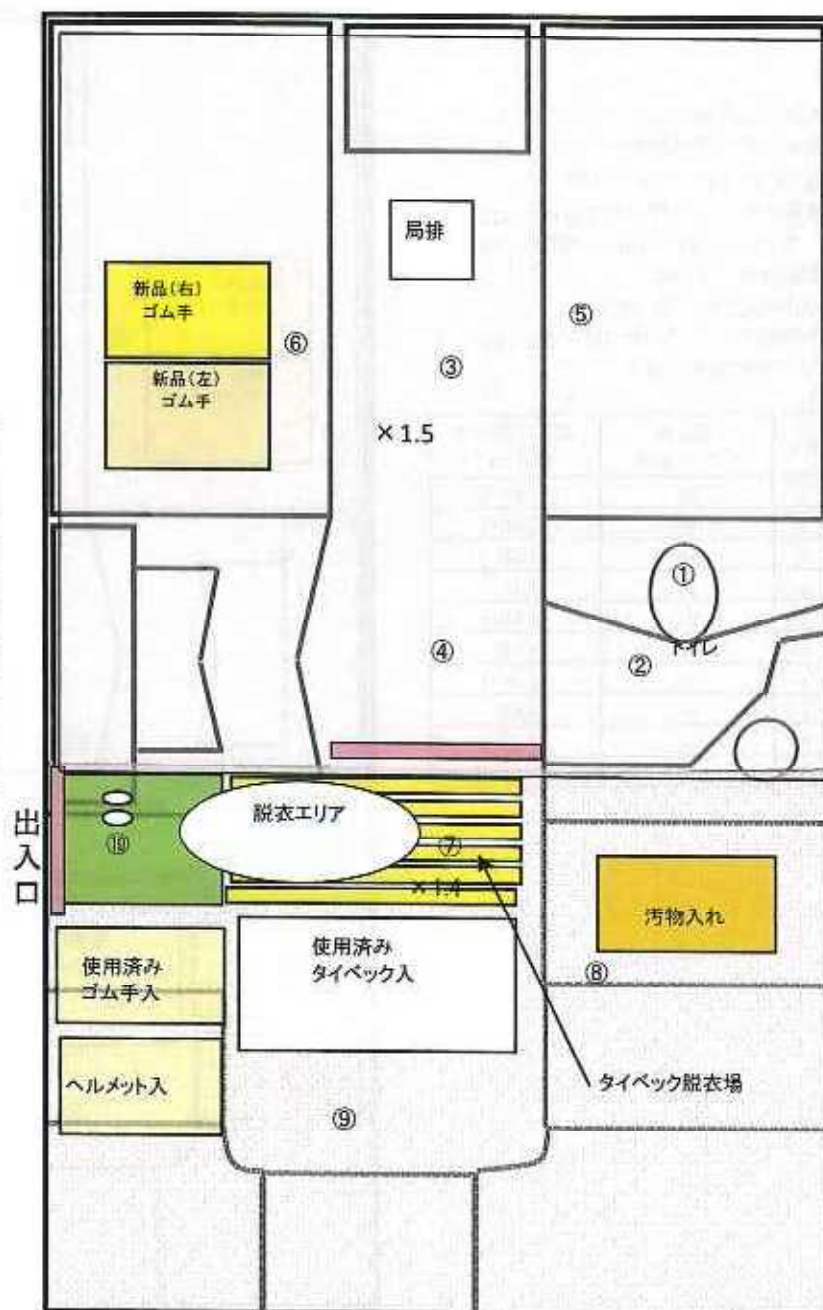 局排
新品(右)
ゴム手
⑥
⑤
③
新品(左)
ゴム手
×1.5
①
④
②
トイレ
出入口
脱衣エリア
⑩
⑦
×1.4
汚物入れ
使用済み
ゴム手入
使用済み
タイベック入
⑧
ヘルメット入
タイベック脱衣場
⑨